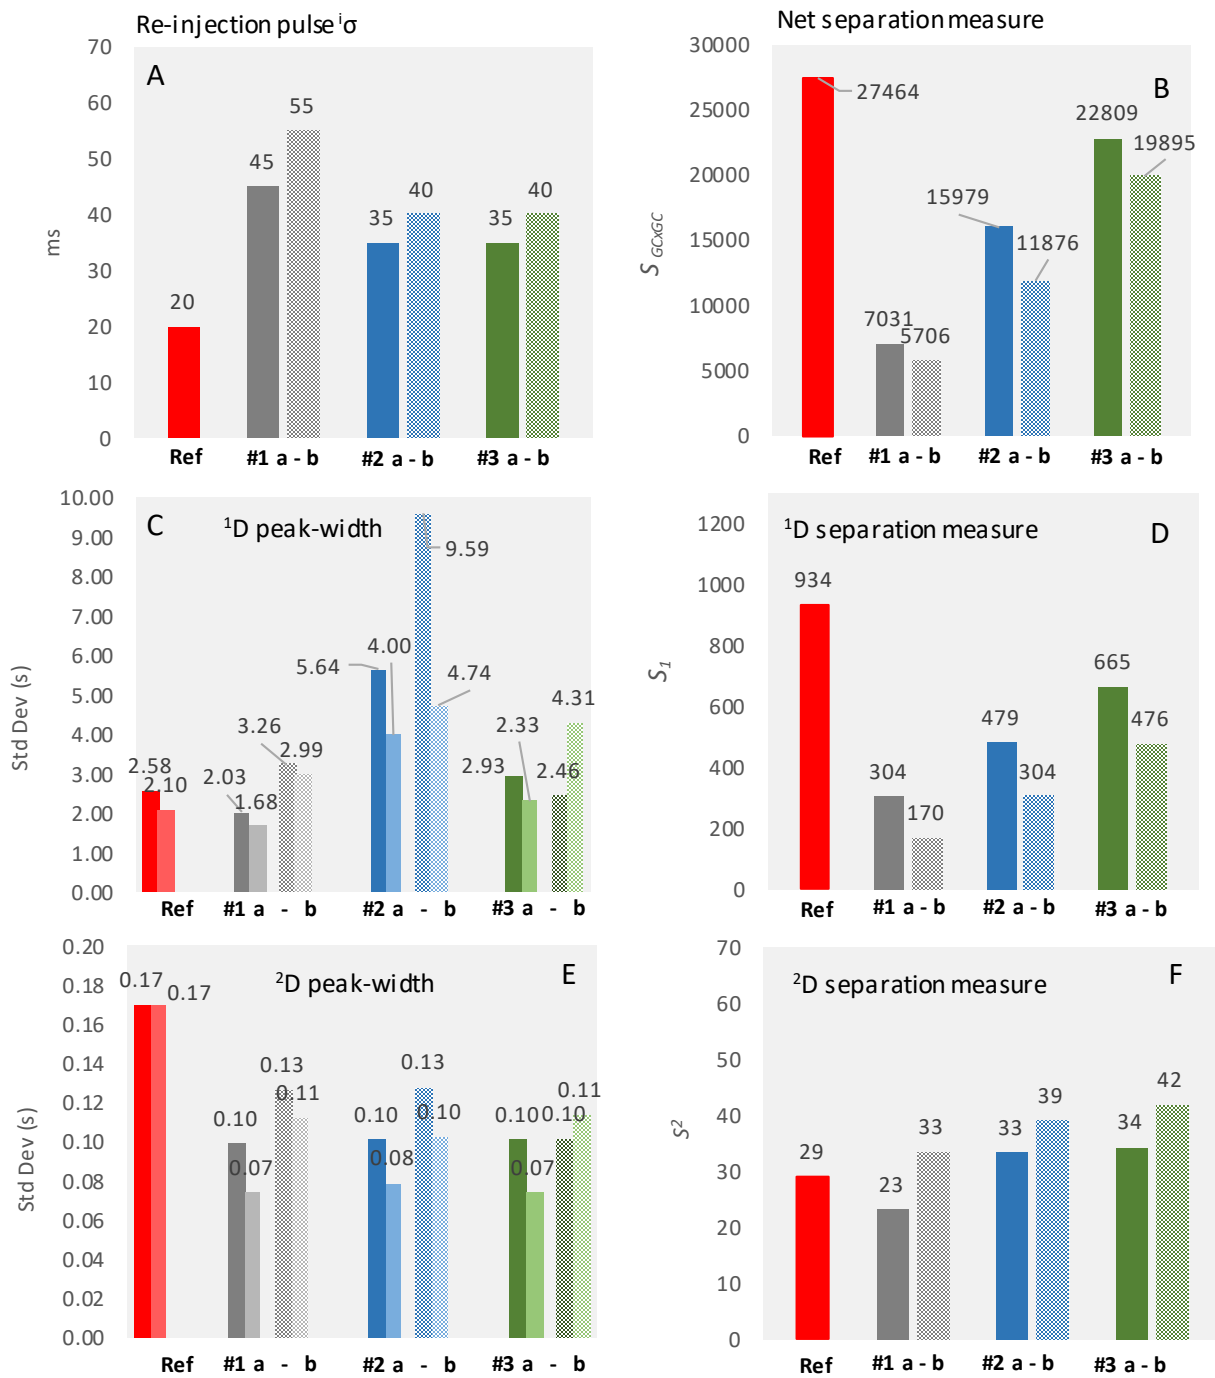 Re-injection pulse ⁱσ
A
ms
70
60
50
40
30
20
10
0
20
45
55
35
40
35
40
Ref
#1 a - b
#2 a - b
#3 a - b
Net separation measure
B
S GCxGC
30000
25000
20000
15000
10000
5000
0
27464
7031
5706
15979
11876
22809
19895
Ref
#1 a - b
#2 a - b
#3 a - b
C
¹D peak-width
Std Dev (s)
10.00
9.00
8.00
7.00
6.00
5.00
4.00
3.00
2.00
1.00
0.00
2.58
2.10
2.03
1.68
3.26
2.99
5.64
4.00
9.59
4.74
2.93
2.33
2.46
4.31
Ref
#1 a - b
#2 a - b
#3 a - b
¹D separation measure
D
S1
1200
1000
800
600
400
200
0
934
304
170
479
304
665
476
Ref
#1 a - b
#2 a - b
#3 a - b
²D peak-width
E
Std Dev (s)
0.20
0.18
0.16
0.14
0.12
0.10
0.08
0.06
0.04
0.02
0.00
0.17
0.17
0.10
0.07
0.13
0.11
0.10
0.08
0.13
0.10
0.10
0.07
0.10
0.11
Ref
#1 a - b
#2 a - b
#3 a - b
²D separation measure
F
S²
70
60
50
40
30
20
10
0
29
23
33
33
39
34
42
Ref
#1 a - b
#2 a - b
#3 a - b